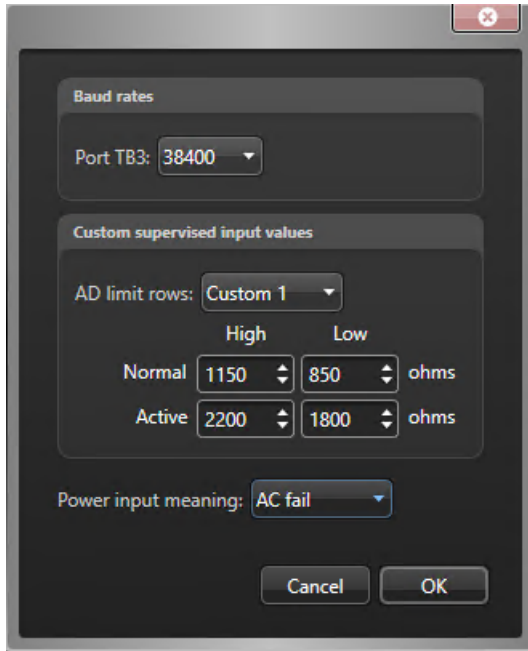 Baud rates
Port TB3: 38400
Custom supervised input values
AD limit rows: Custom 1
High Low
Normal 1150 850 ohms
Active 2200 1800 ohms
Power input meaning: AC fail
Cancel OK